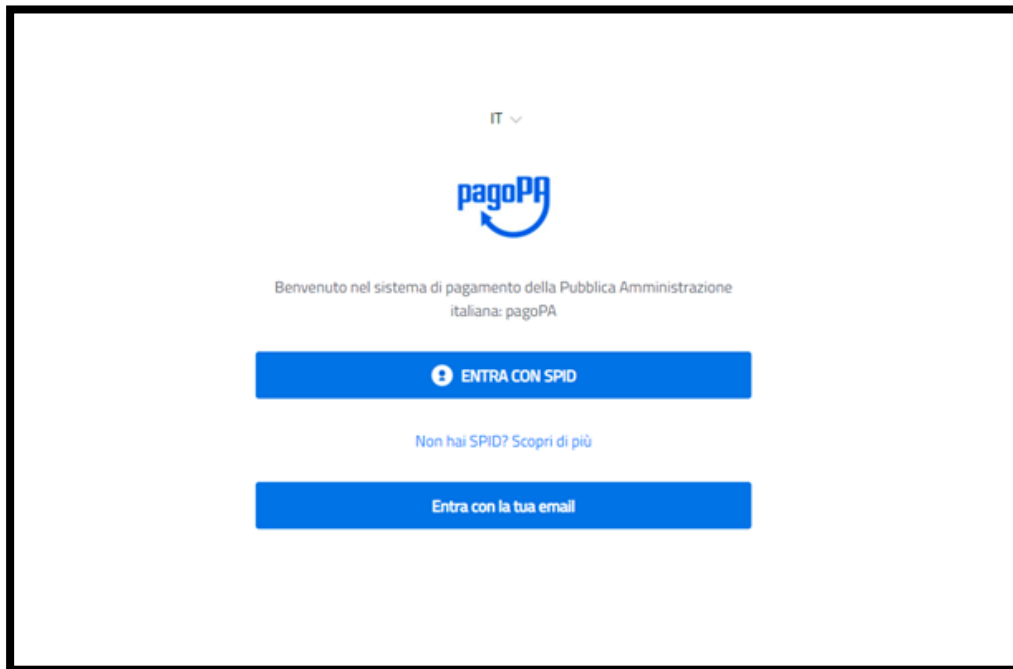 IT
pagoPA
Benvenuto nel sistema di pagamento della Pubblica Amministrazione
italiana: pagoPA
ENTRA CON SPID
Non hai SPID? Scopri di più
Entra con la tua email